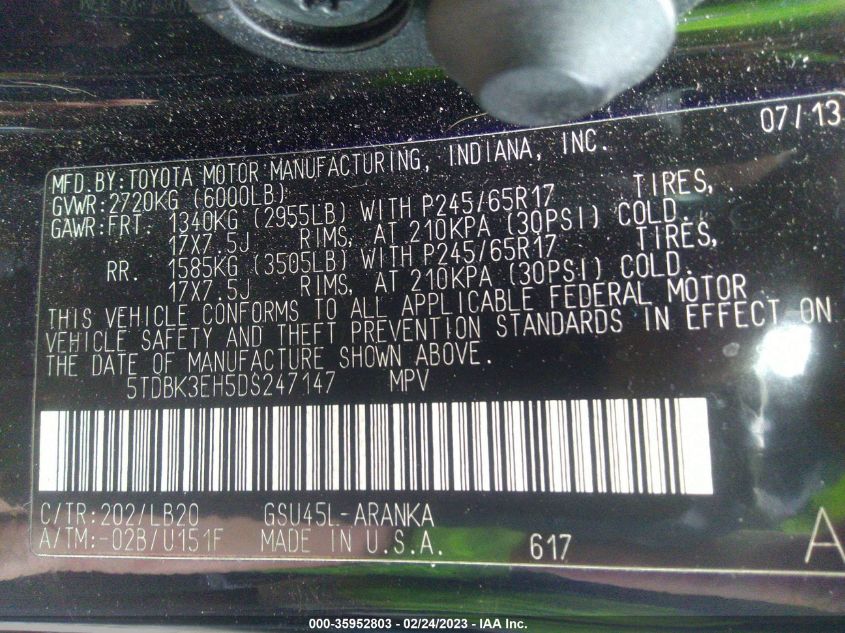 07/13
MFD.BY:TOYOTA MOTOR MANUFACTURING, INDIANA, INC.
GVWR:2720KG (6000LB)
GAWR:FRT. 1340KG (2955LB) WITH P245/65R17 TIRES,
17X7.5J RIMS, AT 210KPA (30PSI) COLD.
RR. 1585KG (3505LB) WITH P245/65R17 TIRES,
17X7.5J RIMS, AT 210KPA (30PSI) COLD.
THIS VEHICLE CONFORMS TO ALL APPLICABLE FEDERAL MOTOR
VEHICLE SAFETY AND THEFT PREVENTION STANDARDS IN EFFECT ON
THE DATE OF MANUFACTURE SHOWN ABOVE.
5TDBK3EH5DS247147 MPV
C/TR:202/LB20 GSU45L-ARANKA
A/TM:-02B/U151F MADE IN U.S.A. 617 A
000-35952803 - 02/24/2023 - IAA Inc.